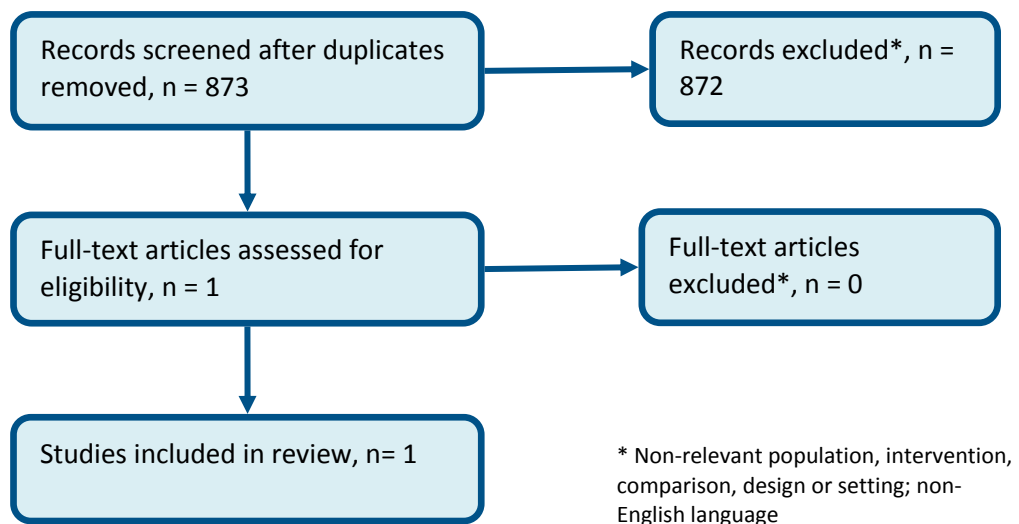 Records screened after duplicates
removed, n = 873
Records excluded*, n =
872
Full-text articles assessed for
eligibility, n = 1
Full-text articles
excluded*, n = 0
Studies included in review, n= 1
* Non-relevant population, intervention,
comparison, design or setting; non-
English language